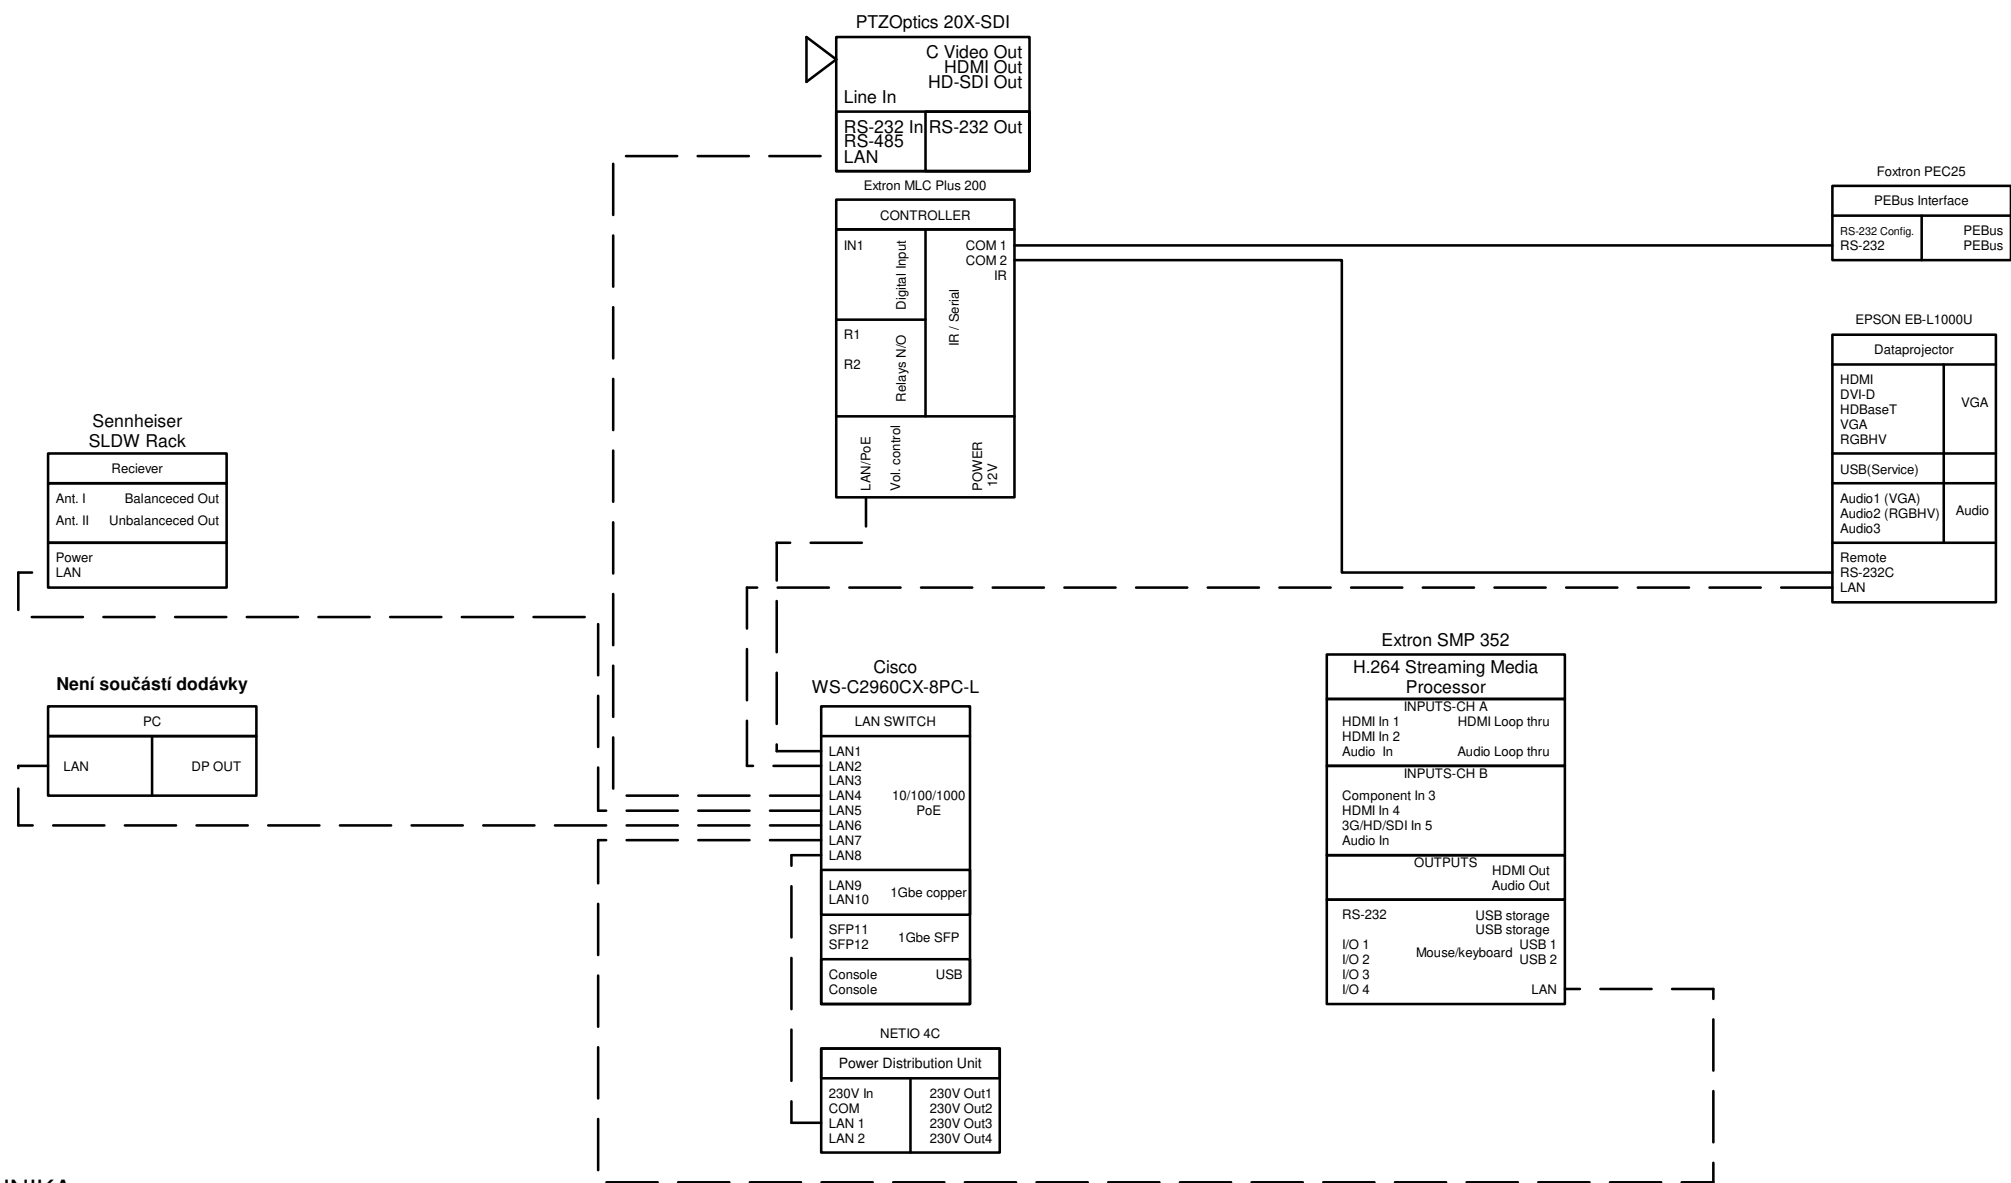 PTZOptics 20X-SDI
C Video Out
HDMI Out
HD-SDI Out
Line In
RS-232 In RS-232 Out
RS-485
LAN
Extron MLC Plus 200
CONTROLLER
IN1
Digital Input
COM 1
COM 2
IR
IR / Serial
R1
R2
Relays N/O
LAN/PoE
Vol. control
POWER
12V
Foxtron PEC25
PEBus Interface
RS-232 Config. PEBus
RS-232 PEBus
EPSON EB-L1000U
Dataprojector
HDMI
DVI-D
HDBaseT
VGA
RGBHV
VGA
USB(Service)
Audio1 (VGA)
Audio2 (RGBHV)
Audio3
Audio
Remote
RS-232C
LAN
Sennheiser
SLDW Rack
Reciever
Ant. I Balanceced Out
Ant. II Unbalanceced Out
Power
LAN
Není součástí dodávky
PC
LAN DP OUT
Cisco
WS-C2960CX-8PC-L
LAN SWITCH
LAN1
LAN2
LAN3
LAN4
LAN5
LAN6
LAN7
LAN8
10/100/1000
PoE
LAN9
LAN10
1Gbe copper
SFP11
SFP12
1Gbe SFP
Console USB
Console
NETIO 4C
Power Distribution Unit
230V In 230V Out1
COM 230V Out2
LAN 1 230V Out3
LAN 2 230V Out4
Extron SMP 352
H.264 Streaming Media
Processor
INPUTS-CH A
HDMI In 1 HDMI Loop thru
HDMI In 2
Audio In Audio Loop thru
INPUTS-CH B
Component In 3
HDMI In 4
3G/HD/SDI In 5
Audio In
OUTPUTS
HDMI Out
Audio Out
RS-232 USB storage
USB storage
I/O 1 USB 1
Mouse/keyboard
I/O 2 USB 2
I/O 3
I/O 4 LAN